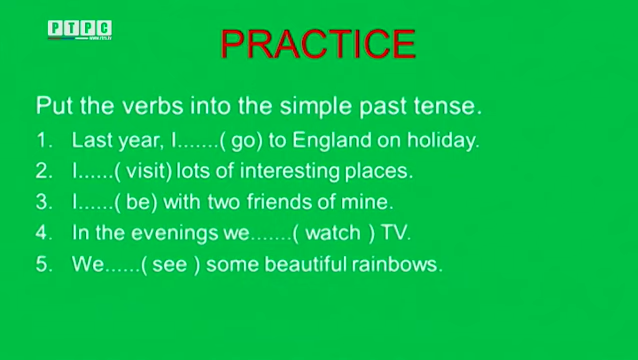 PTPC
PRACTICE
Put the verbs into the simple past tense.
1. Last year, I.......( go) to England on holiday.
2. I......( visit) lots of interesting places.
3. I......( be) with two friends of mine.
4. In the evenings we.......( watch ) TV.
5. We......( see ) some beautiful rainbows.